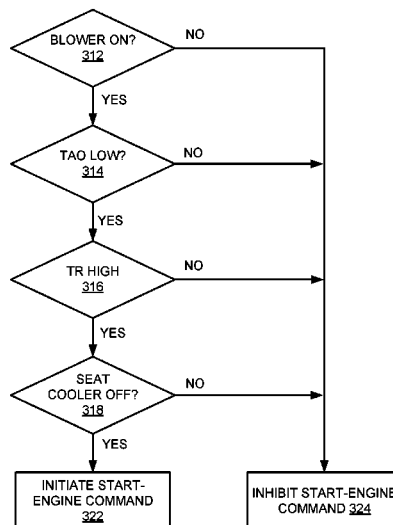 BLOWER ON?
312
NO
YES
TAO LOW?
314
NO
YES
TR HIGH
316
NO
YES
SEAT
COOLER OFF?
318
NO
YES
INITIATE START-
ENGINE COMMAND
322
INHIBIT START-ENGINE
COMMAND 324